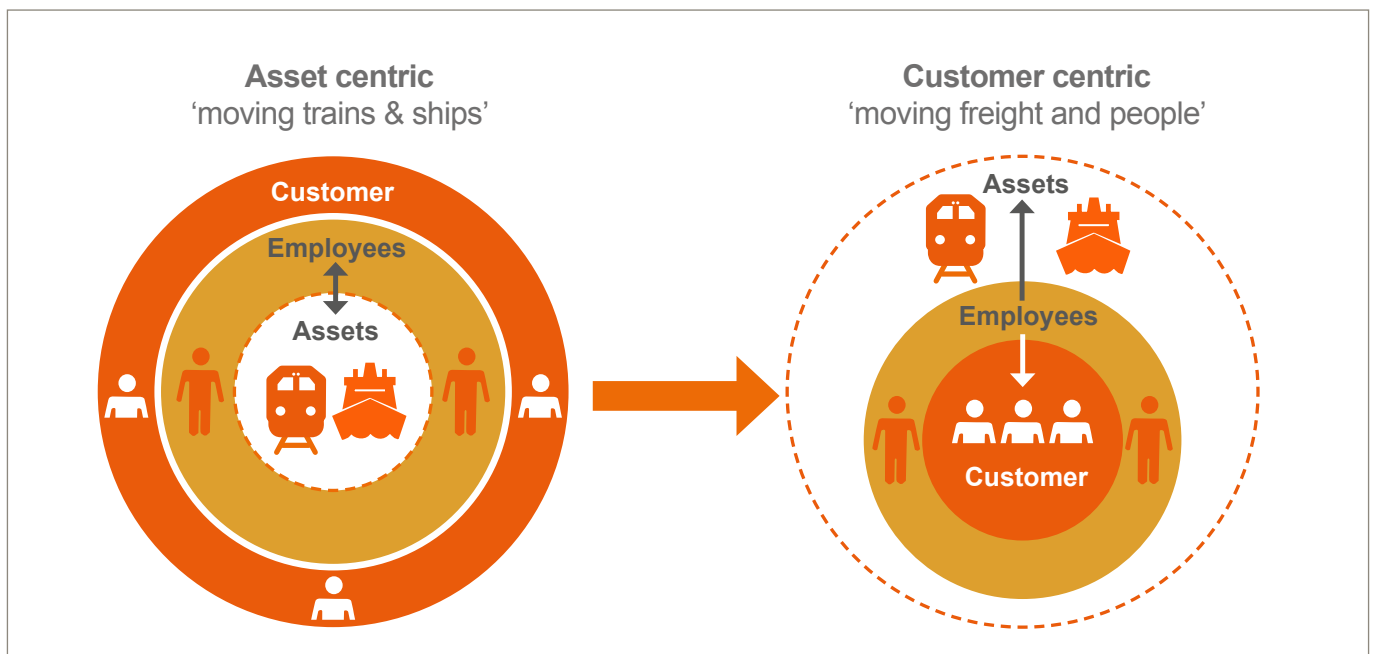 Asset centric
‘moving trains & ships’
Customer
Employees
Assets
Customer centric
‘moving freight and people’
Assets
Employees
Customer